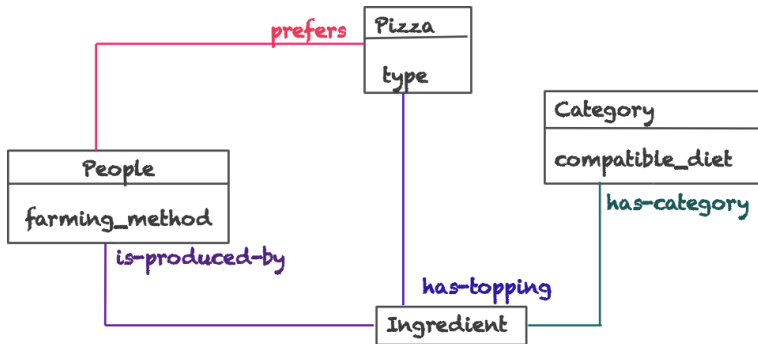 Pizza
prefers
type
Category
compatible_diet
People
farming_method
has-category
is-produced-by
has-topping
Ingredient